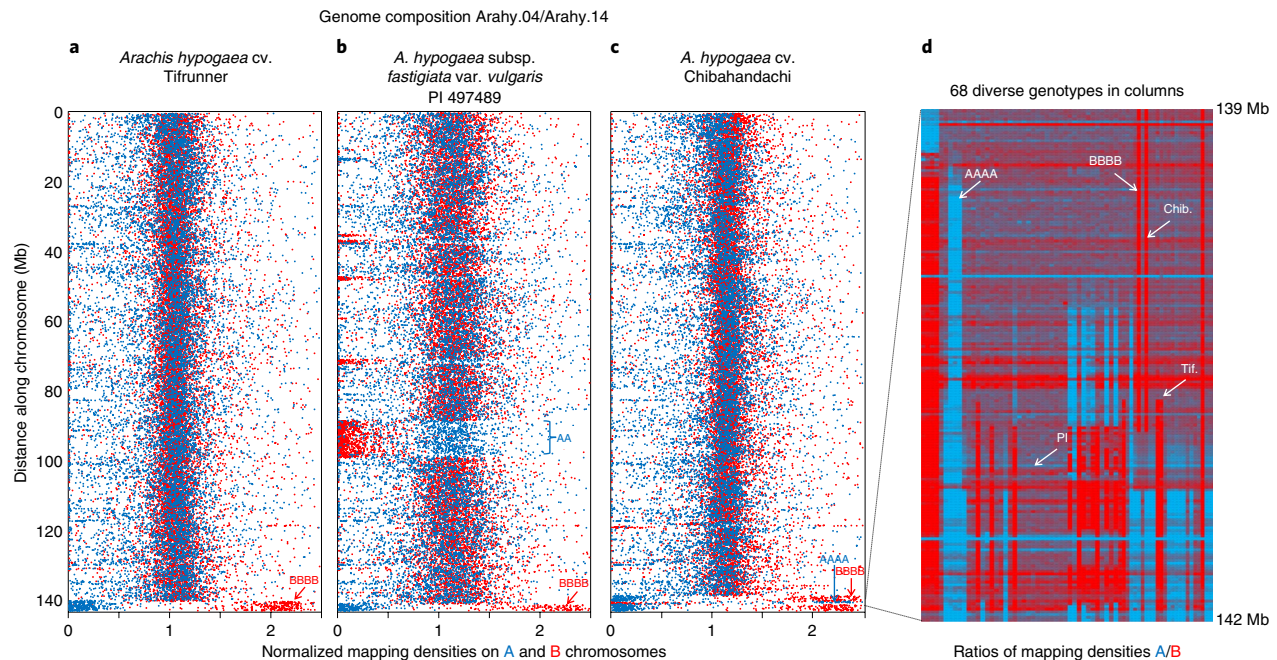 Genome composition Arahy.04/Arahy.14
a
Arachis hypogaea cv.
Tifrunner
b
A. hypogaea subsp.
fastigiata var. vulgaris
PI 497489
c
A. hypogaea cv.
Chibahandachi
d
68 diverse genotypes in columns
Distance along chromosome (Mb)
0
20
40
60
80
100
120
140
BBBB
0
1
2
AA
BBBB
0
1
2
AAAA
BBBB
0
1
2
Normalized mapping densities on A and B chromosomes
139 Mb
AAAA
BBBB
Chib.
Tif.
PI
142 Mb
Ratios of mapping densities A/B